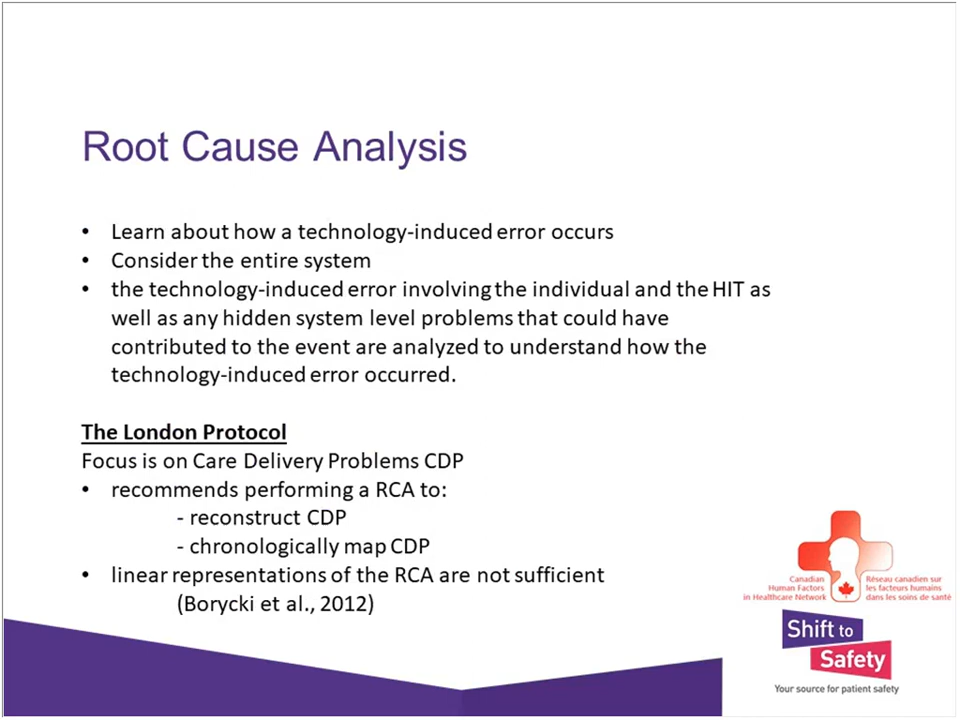 Root Cause Analysis
• Learn about how a technology-induced error occurs
• Consider the entire system
• the technology-induced error involving the individual and the HIT as
well as any hidden system level problems that could have
contributed to the event are analyzed to understand how the
technology-induced error occurred.
The London Protocol
Focus is on Care Delivery Problems CDP
• recommends performing a RCA to:
- reconstruct CDP
- chronologically map CDP
• linear representations of the RCA are not sufficient
(Borycki et al., 2012)
Canadian
Human Factors
in Healthcare Network
Réseau canadien sur
les facteurs humains
dans les soins de santé
Shift to
Safety
Your source for patient safety